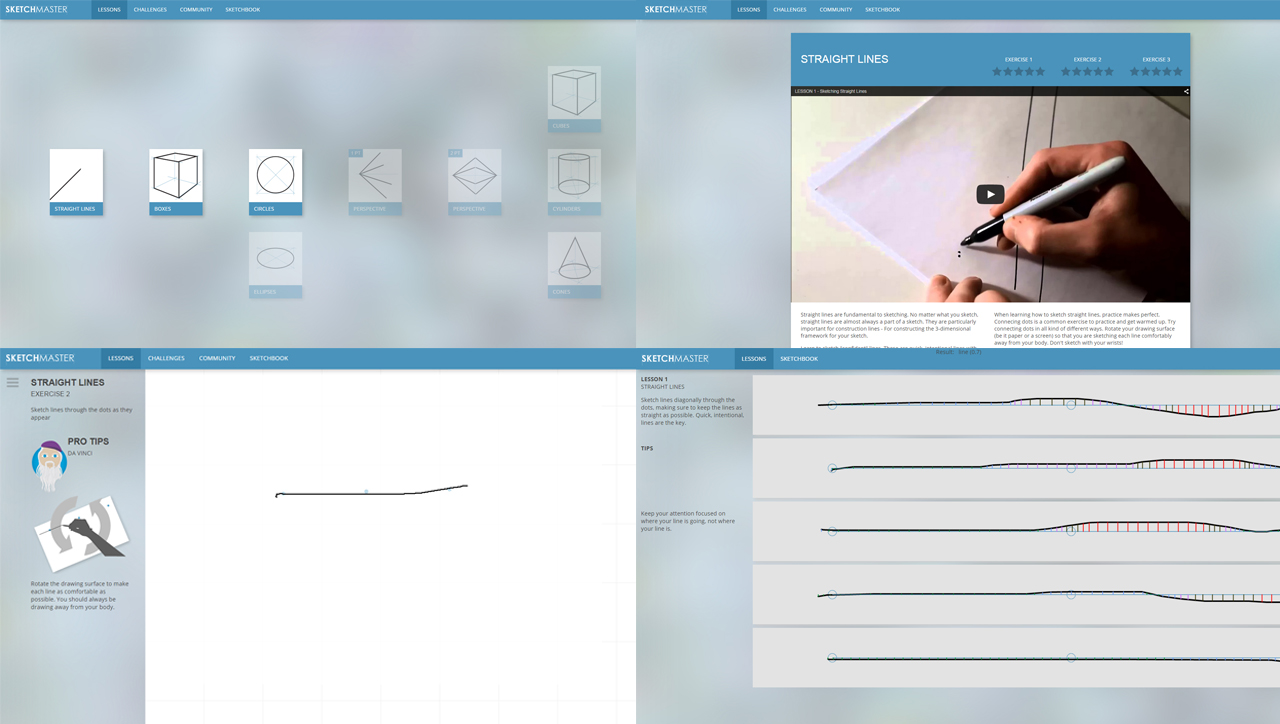 SKETCHMASTER
LESSONS
CHALLENGES
COMMUNITY
SKETCHBOOK
CUBES
STRAIGHT LINES
BOXES
CIRCLES
PERSPECTIVE
PERSPECTIVE
CYLINDERS
ELLIPSES
CONES
SKETCHMASTER
LESSONS
CHALLENGES
COMMUNITY
SKETCHBOOK
STRAIGHT LINES
EXERCISE 1
EXERCISE 2
EXERCISE 3
LESSON 1 - Sketching Straight Lines
Straight lines are fundamental to sketching. No matter what you sketch,
straight lines are almost always a part of a sketch. They are particularly
important for construction lines - For constructing the 3-dimensional
framework for your sketch.
When learning how to sketch straight lines, practice makes perfect.
Connecing dots is a common exercise to practice and get warmed up. Try
connecting dots in all kind of different ways. Rotate your drawing surface
(be it paper or a screen) so that you are sketching each line comfortably
away from your body. Don't sketch with your wrists!
SKETCHMASTER
LESSONS
CHALLENGES
COMMUNITY
SKETCHBOOK
STRAIGHT LINES
EXERCISE 2
Sketch lines through the dots as they
appear
PRO TIPS
DA VINCI
Rotate the drawing surface to make
each line as comfortable as
possible. You should always be
drawing away from your body.
SKETCHMASTER
LESSONS
SKETCHBOOK
Result: line (0.?)
LESSON 1
STRAIGHT LINES
Sketch lines diagonally through the
dots, making sure to keep the lines as
straight as possible. Quick, intentional,
lines are the key.
TIPS
Keep your attention focused on
where your line is going, not where
your line is.